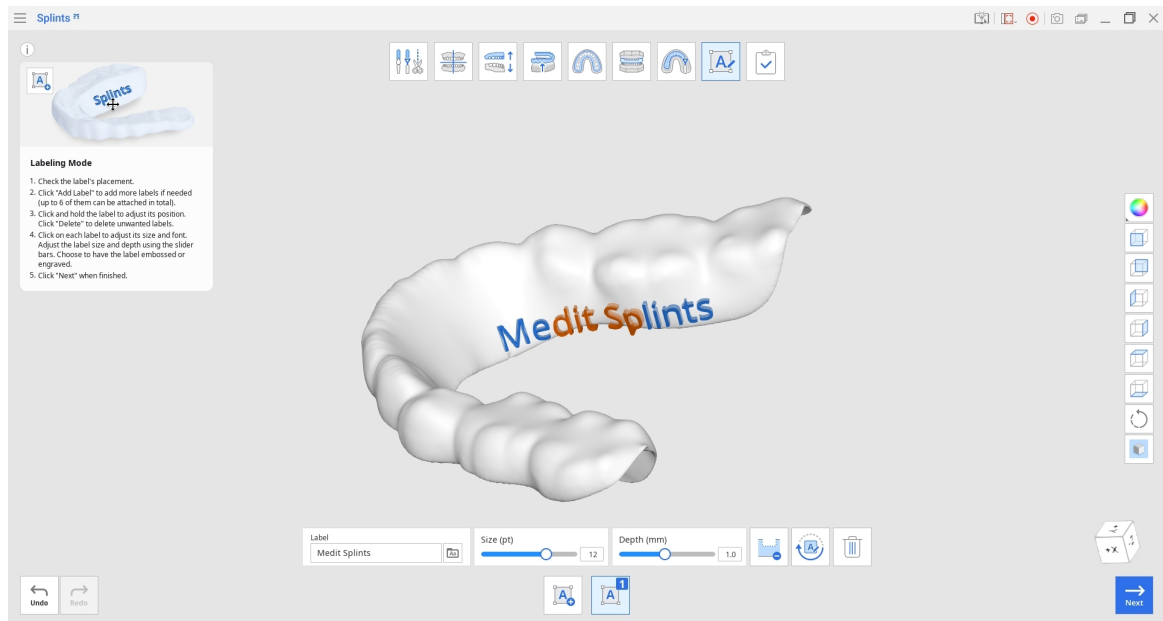 Splints
Splints
Labeling Mode
1. Check the label's placement.
2. Click "Add Label" to add more labels if needed
(up to 6 of them can be attached in total).
3. Click and hold the label to adjust its position.
Click "Delete" to delete unwanted labels.
4. Click on each label to adjust its size and font.
Adjust the label size and depth using the slider
bars. Choose to have the label embossed or
engraved.
5. Click "Next" when finished.
Medit Splints
Label
Medit Splints
Size (pt)
12
Depth (mm)
1.0
1
Undo
Redo
Next
+X